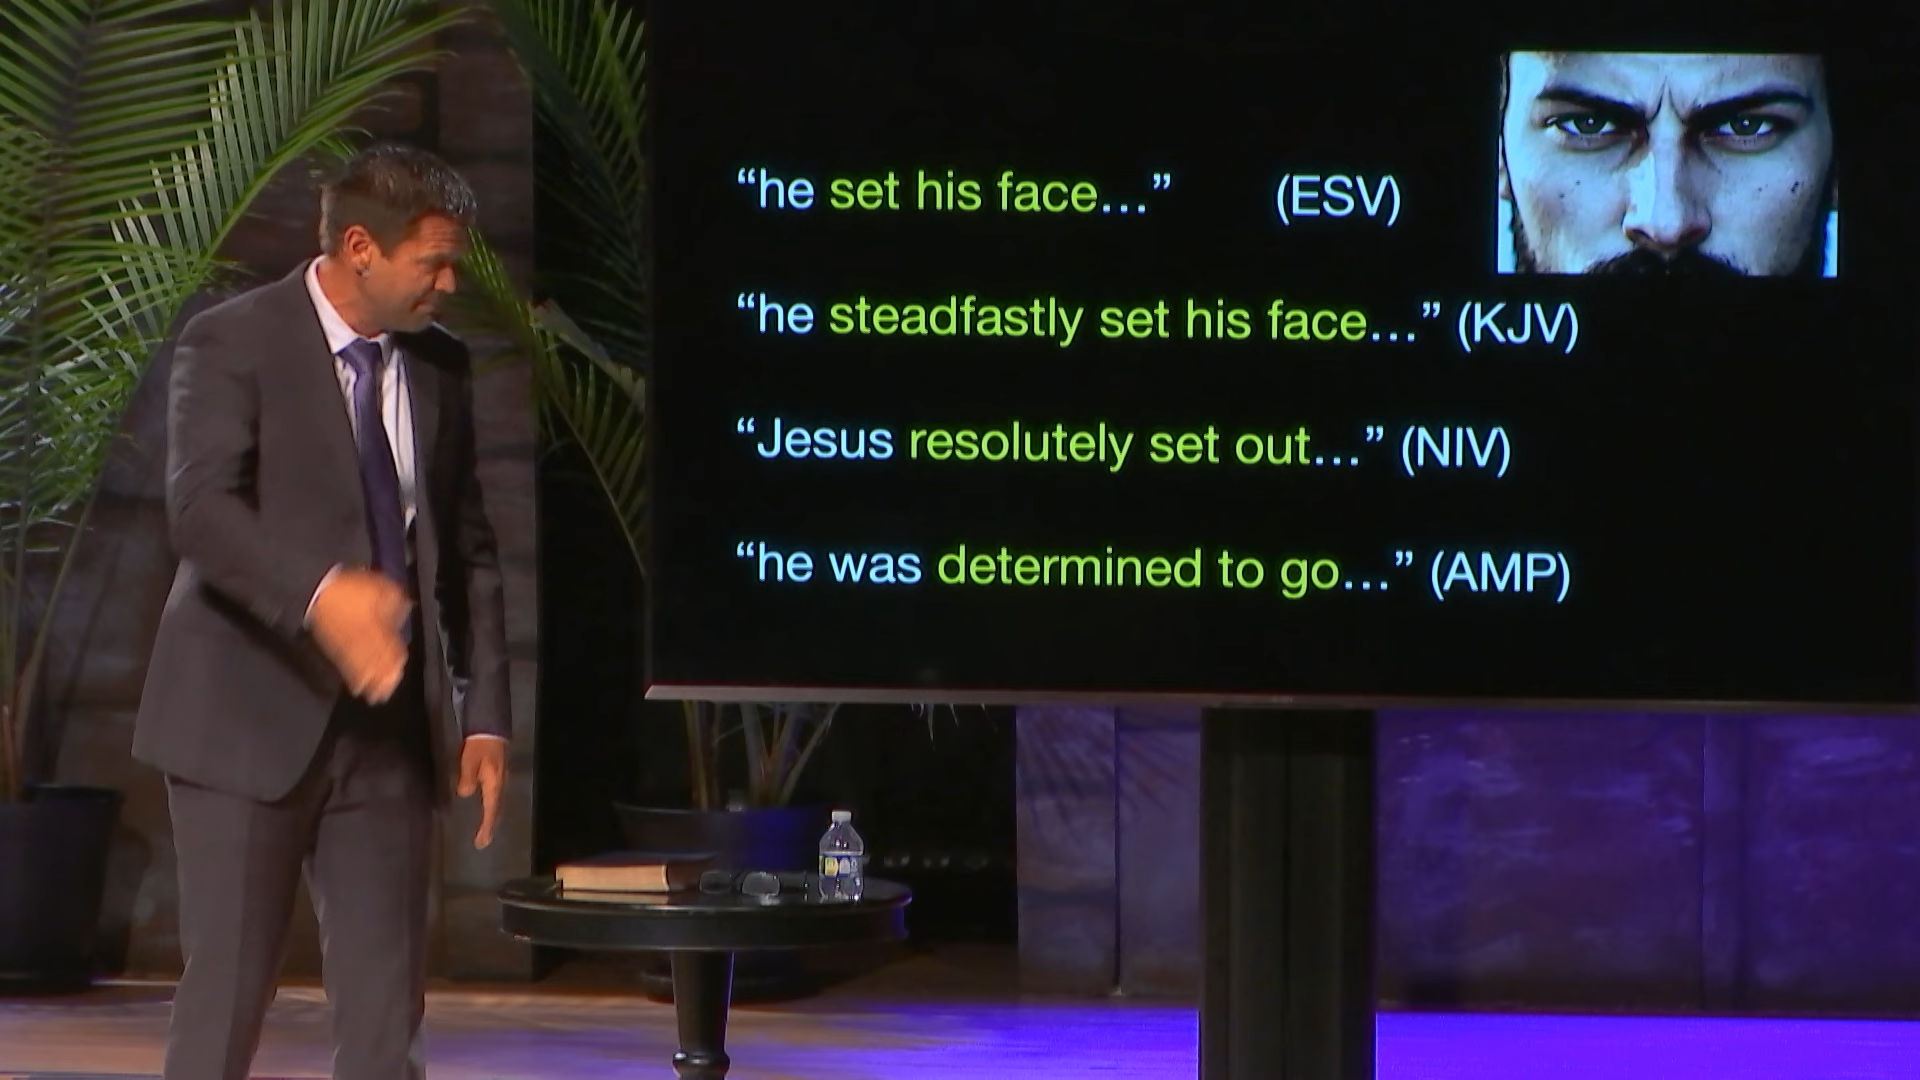 “he set his face…” (ESV)
“he steadfastly set his face…” (KJV)
“Jesus resolutely set out…” (NIV)
“he was determined to go…” (AMP)